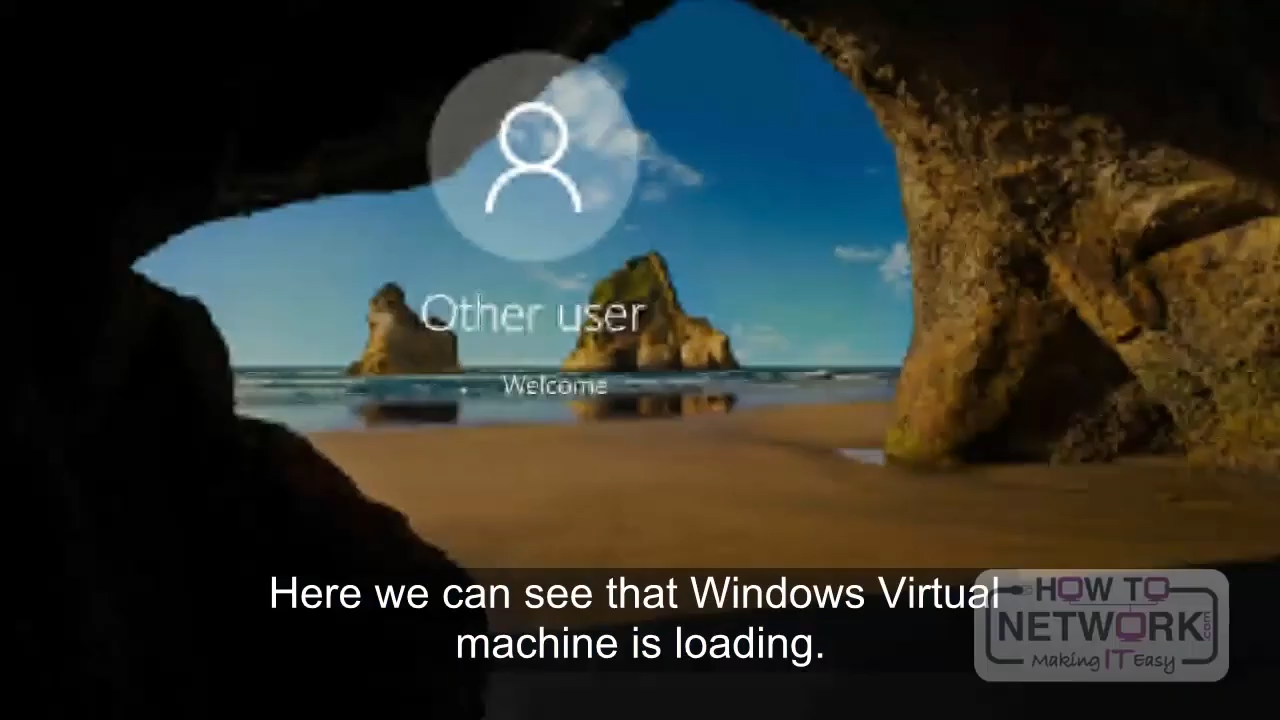 Other user
Welcome
Here we can see that Windows Virtual
machine is loading.
HOW TO
NETWORK.com
Making IT Easy